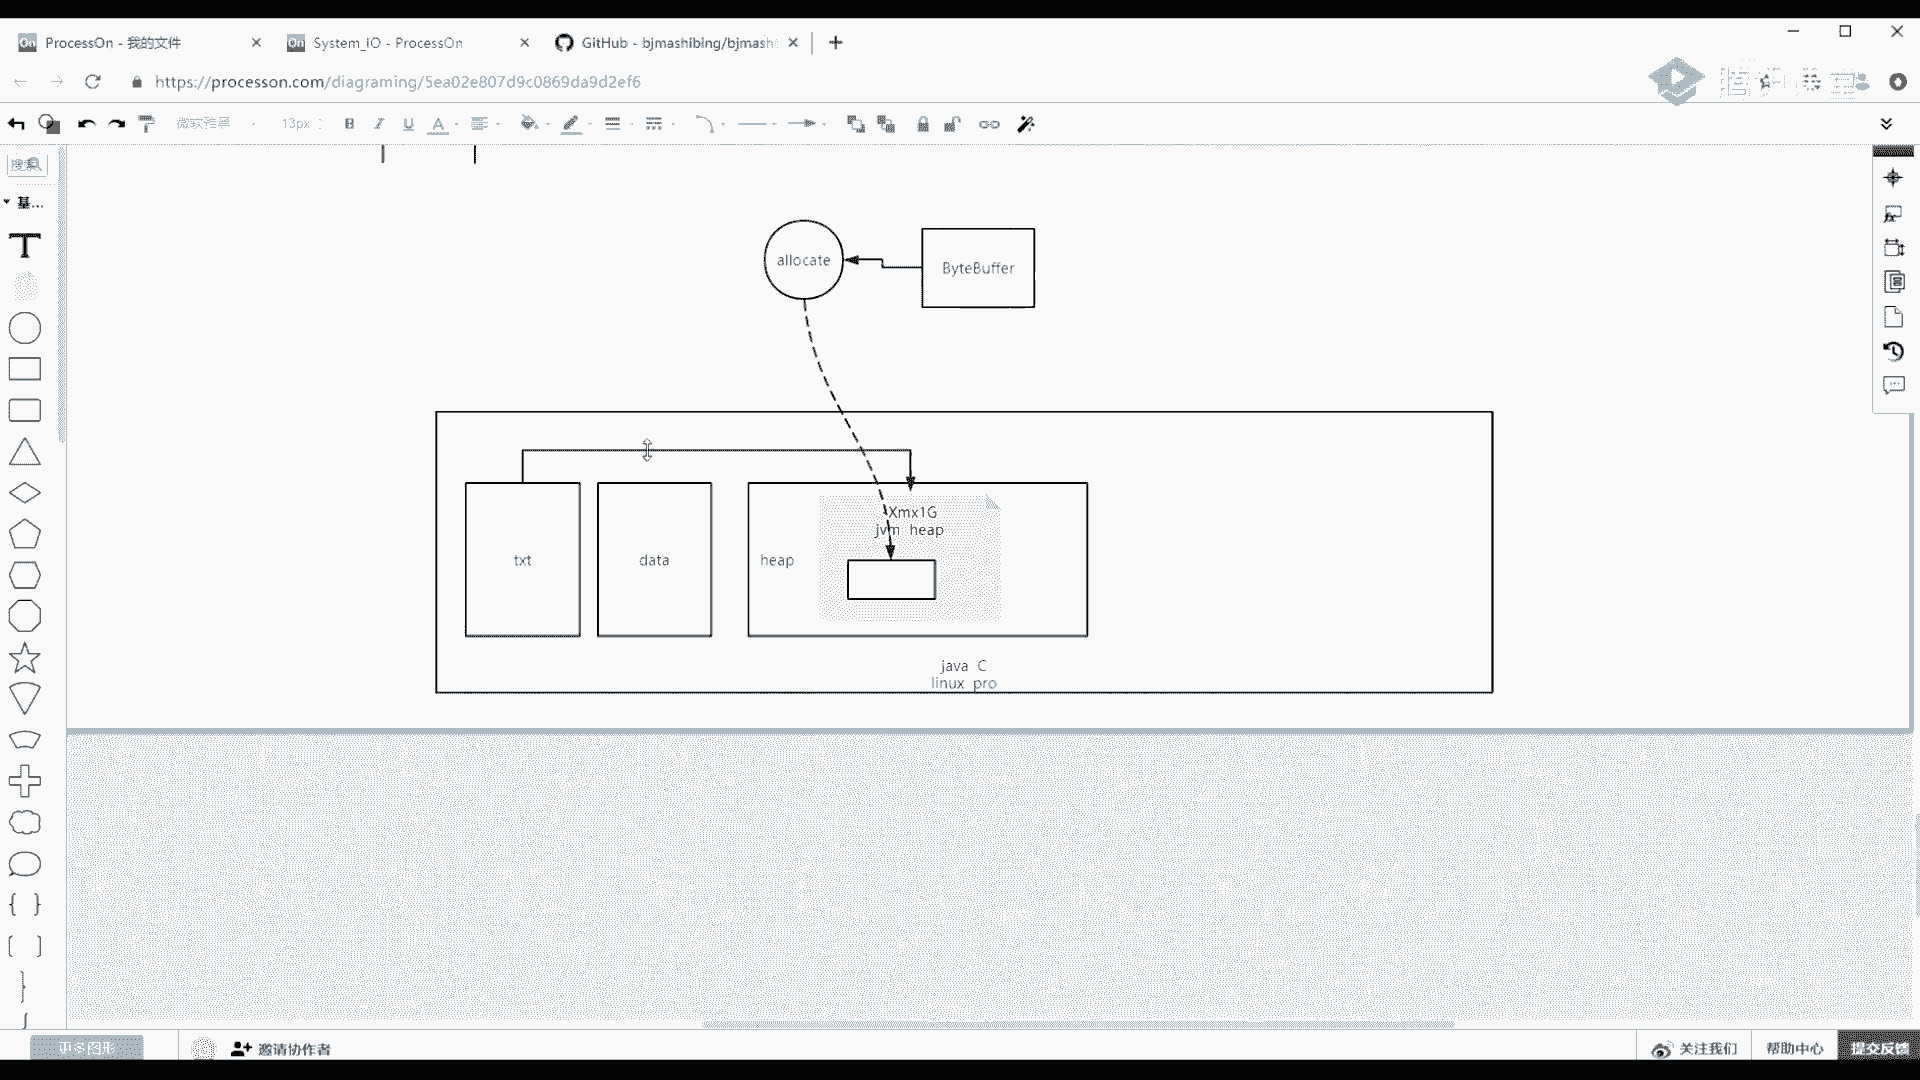 ProcessOn - 我的文件
System_IO - ProcessOn
GitHub - bjmashibing/bjmash
https://processon.com/diagraming/5ea02e807d9c0869da9d2ef6
微软雅黑
13px
B I U A
搜索
基...
T
allocate
ByteBuffer
Xmx1G
jvm heap
txt
data
heap
java C
linux pro
更多图形
邀请协作者
关注我们
帮助中心
提交反馈